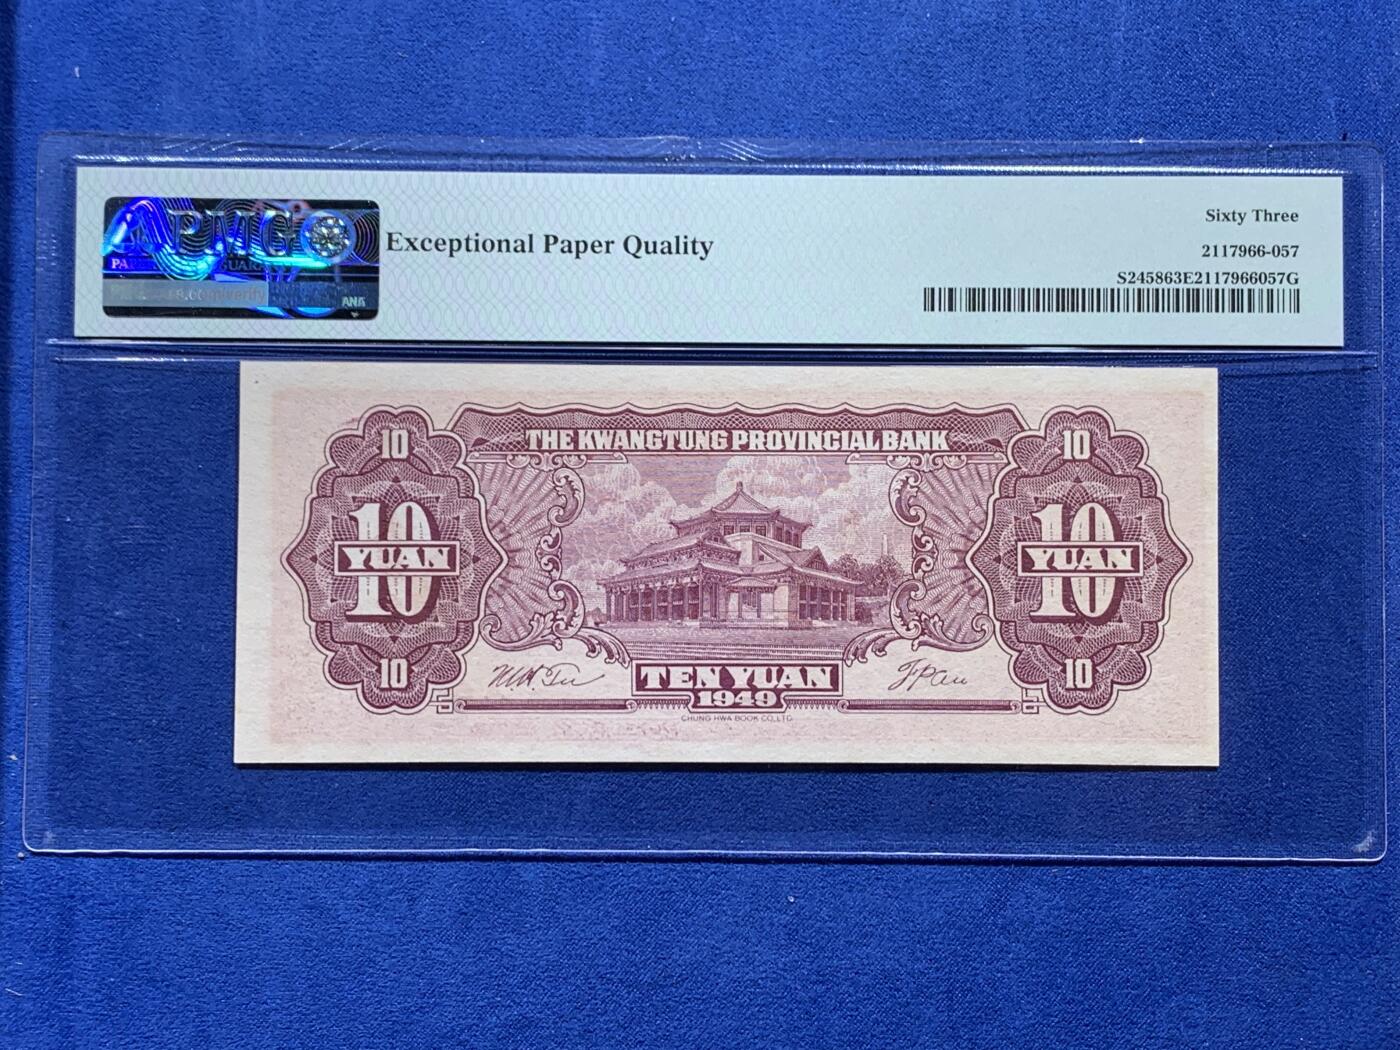 PMG
Exceptional Paper Quality
ANA
Sixty Three
2117966-057
S245863E2117966057G
THE KWANGTUNG PROVINCIAL BANK
10 10
10 10
YUAN YUAN
10 10
TEN YUAN
1949
CHUNG HWA BOOK CO., LTD